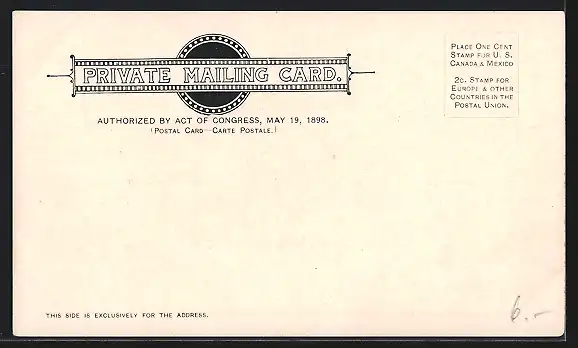 PRIVATE MAILING CARD.
AUTHORIZED BY ACT OF CONGRESS, MAY 19, 1898.
(POSTAL CARD—CARTE POSTALE.)
PLACE ONE CENT
STAMP FOR U. S.
CANADA & MEXICO
2C. STAMP FOR
EUROPE & OTHER
COUNTRIES IN THE
POSTAL UNION.
THIS SIDE IS EXCLUSIVELY FOR THE ADDRESS.
6.-